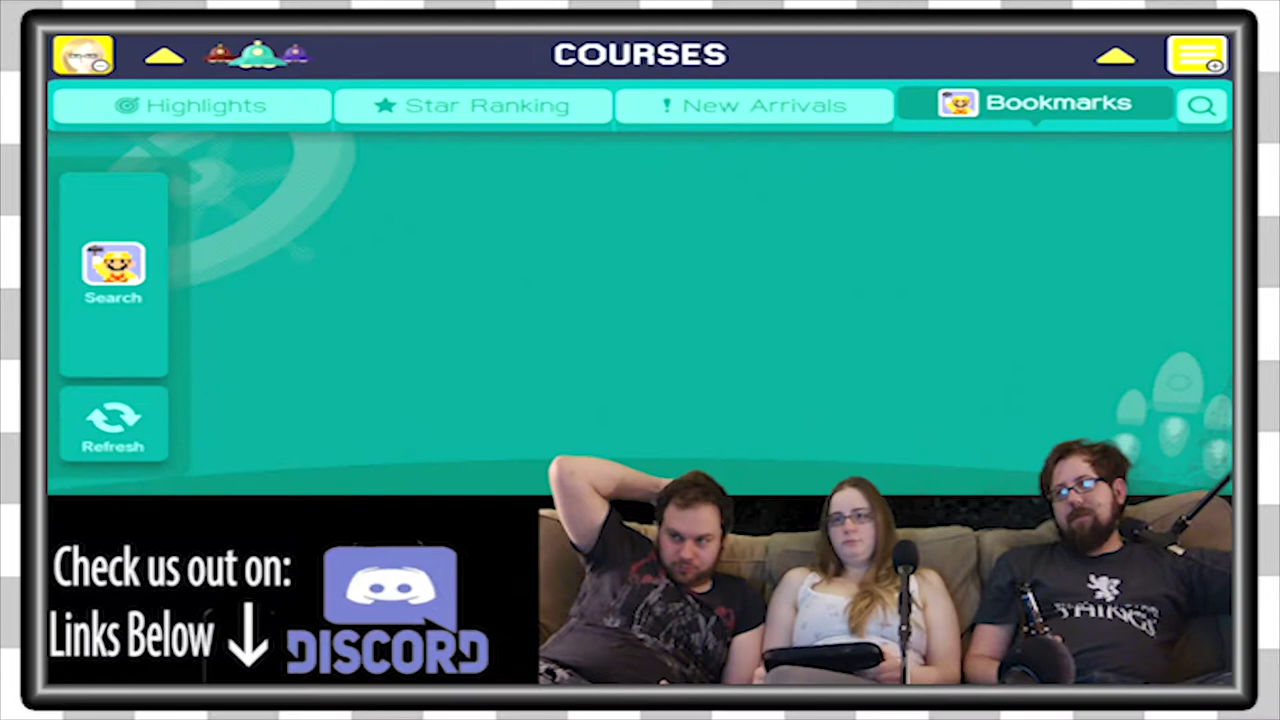 COURSES
Highlights
Star Ranking
! New Arrivals
Bookmarks
Search
Refresh
Check us out on:
Links Below
DISCORD